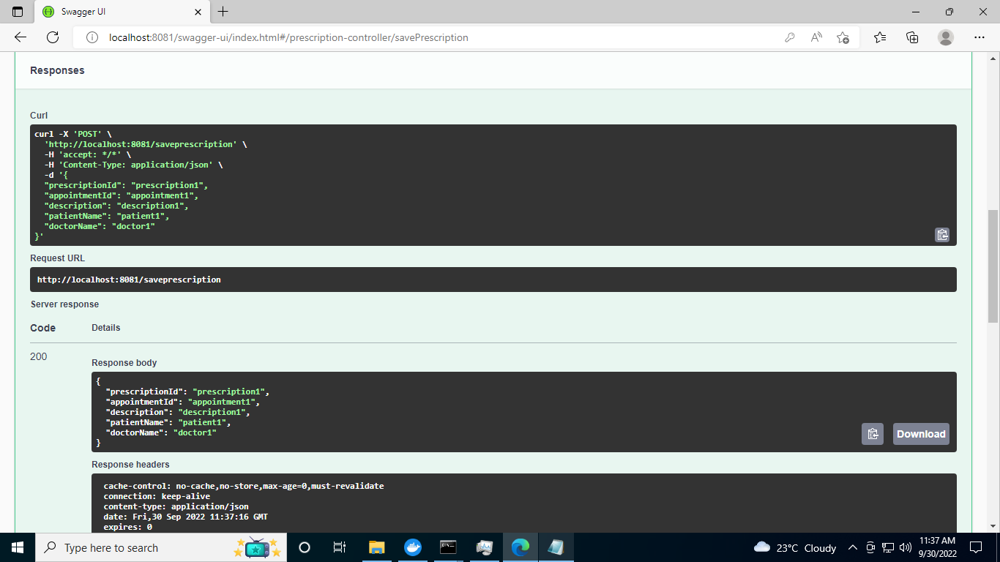 Swagger UI
localhost:8081/swagger-ui/index.html#/prescription-controller/savePrescription
Responses
Curl
curl -X 'POST' \
'http://localhost:8081/saveprescription' \
-H 'accept: */*' \
-H 'Content-Type: application/json' \
-d '{
"prescriptionId": "prescription1",
"appointmentId": "appointment1",
"description": "description1",
"patientName": "patient1",
"doctorName": "doctor1"
}'
Request URL
http://localhost:8081/saveprescription
Server response
Code Details
200
Response body
{
"prescriptionId": "prescription1",
"appointmentId": "appointment1",
"description": "description1",
"patientName": "patient1",
"doctorName": "doctor1"
}
Download
Response headers
cache-control: no-cache,no-store,max-age=0,must-revalidate
connection: keep-alive
content-type: application/json
date: Fri,30 Sep 2022 11:37:16 GMT
expires: 0
Type here to search
23°C Cloudy
11:37 AM
9/30/2022